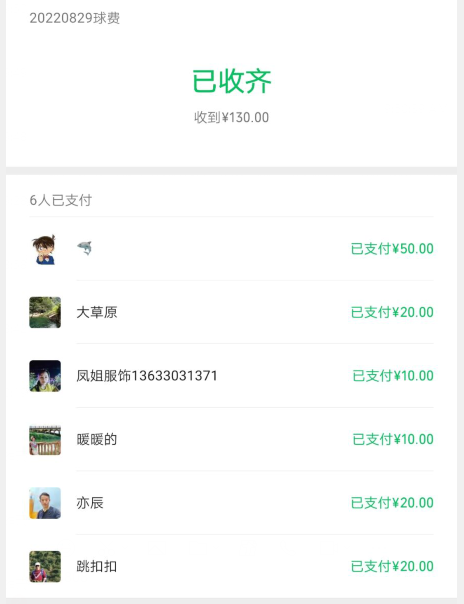 20220829球费
已收齐
收到¥130.00
6人已支付
已支付¥50.00
大草原 已支付¥20.00
凤姐服饰13633031371 已支付¥10.00
暖暖的 已支付¥10.00
亦辰 已支付¥20.00
跳扣扣 已支付¥20.00